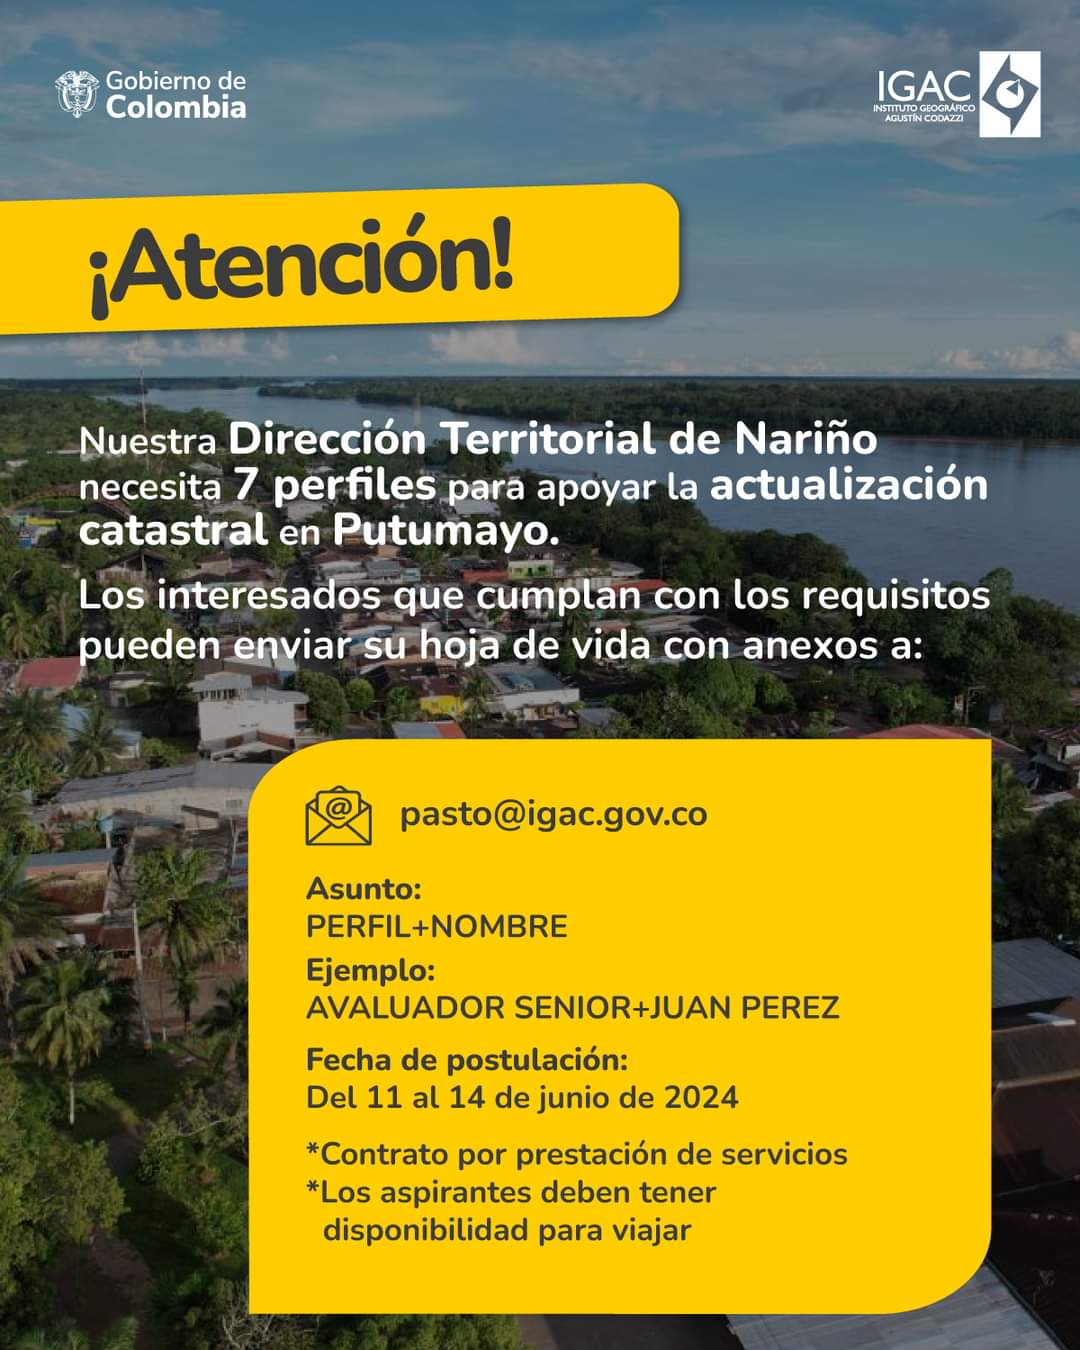 Gobierno de
Colombia
IGAC
INSTITUTO GEOGRÁFICO
AGUSTÍN CODAZZI
¡Atención!
Nuestra Dirección Territorial de Nariño
necesita 7 perfiles para apoyar la actualización
catastral en Putumayo.
Los interesados que cumplan con los requisitos
pueden enviar su hoja de vida con anexos a:
pasto@igac.gov.co
Asunto:
PERFIL+NOMBRE
Ejemplo:
AVALUADOR SENIOR+JUAN PEREZ
Fecha de postulación:
Del 11 al 14 de junio de 2024
*Contrato por prestación de servicios
*Los aspirantes deben tener
disponibilidad para viajar